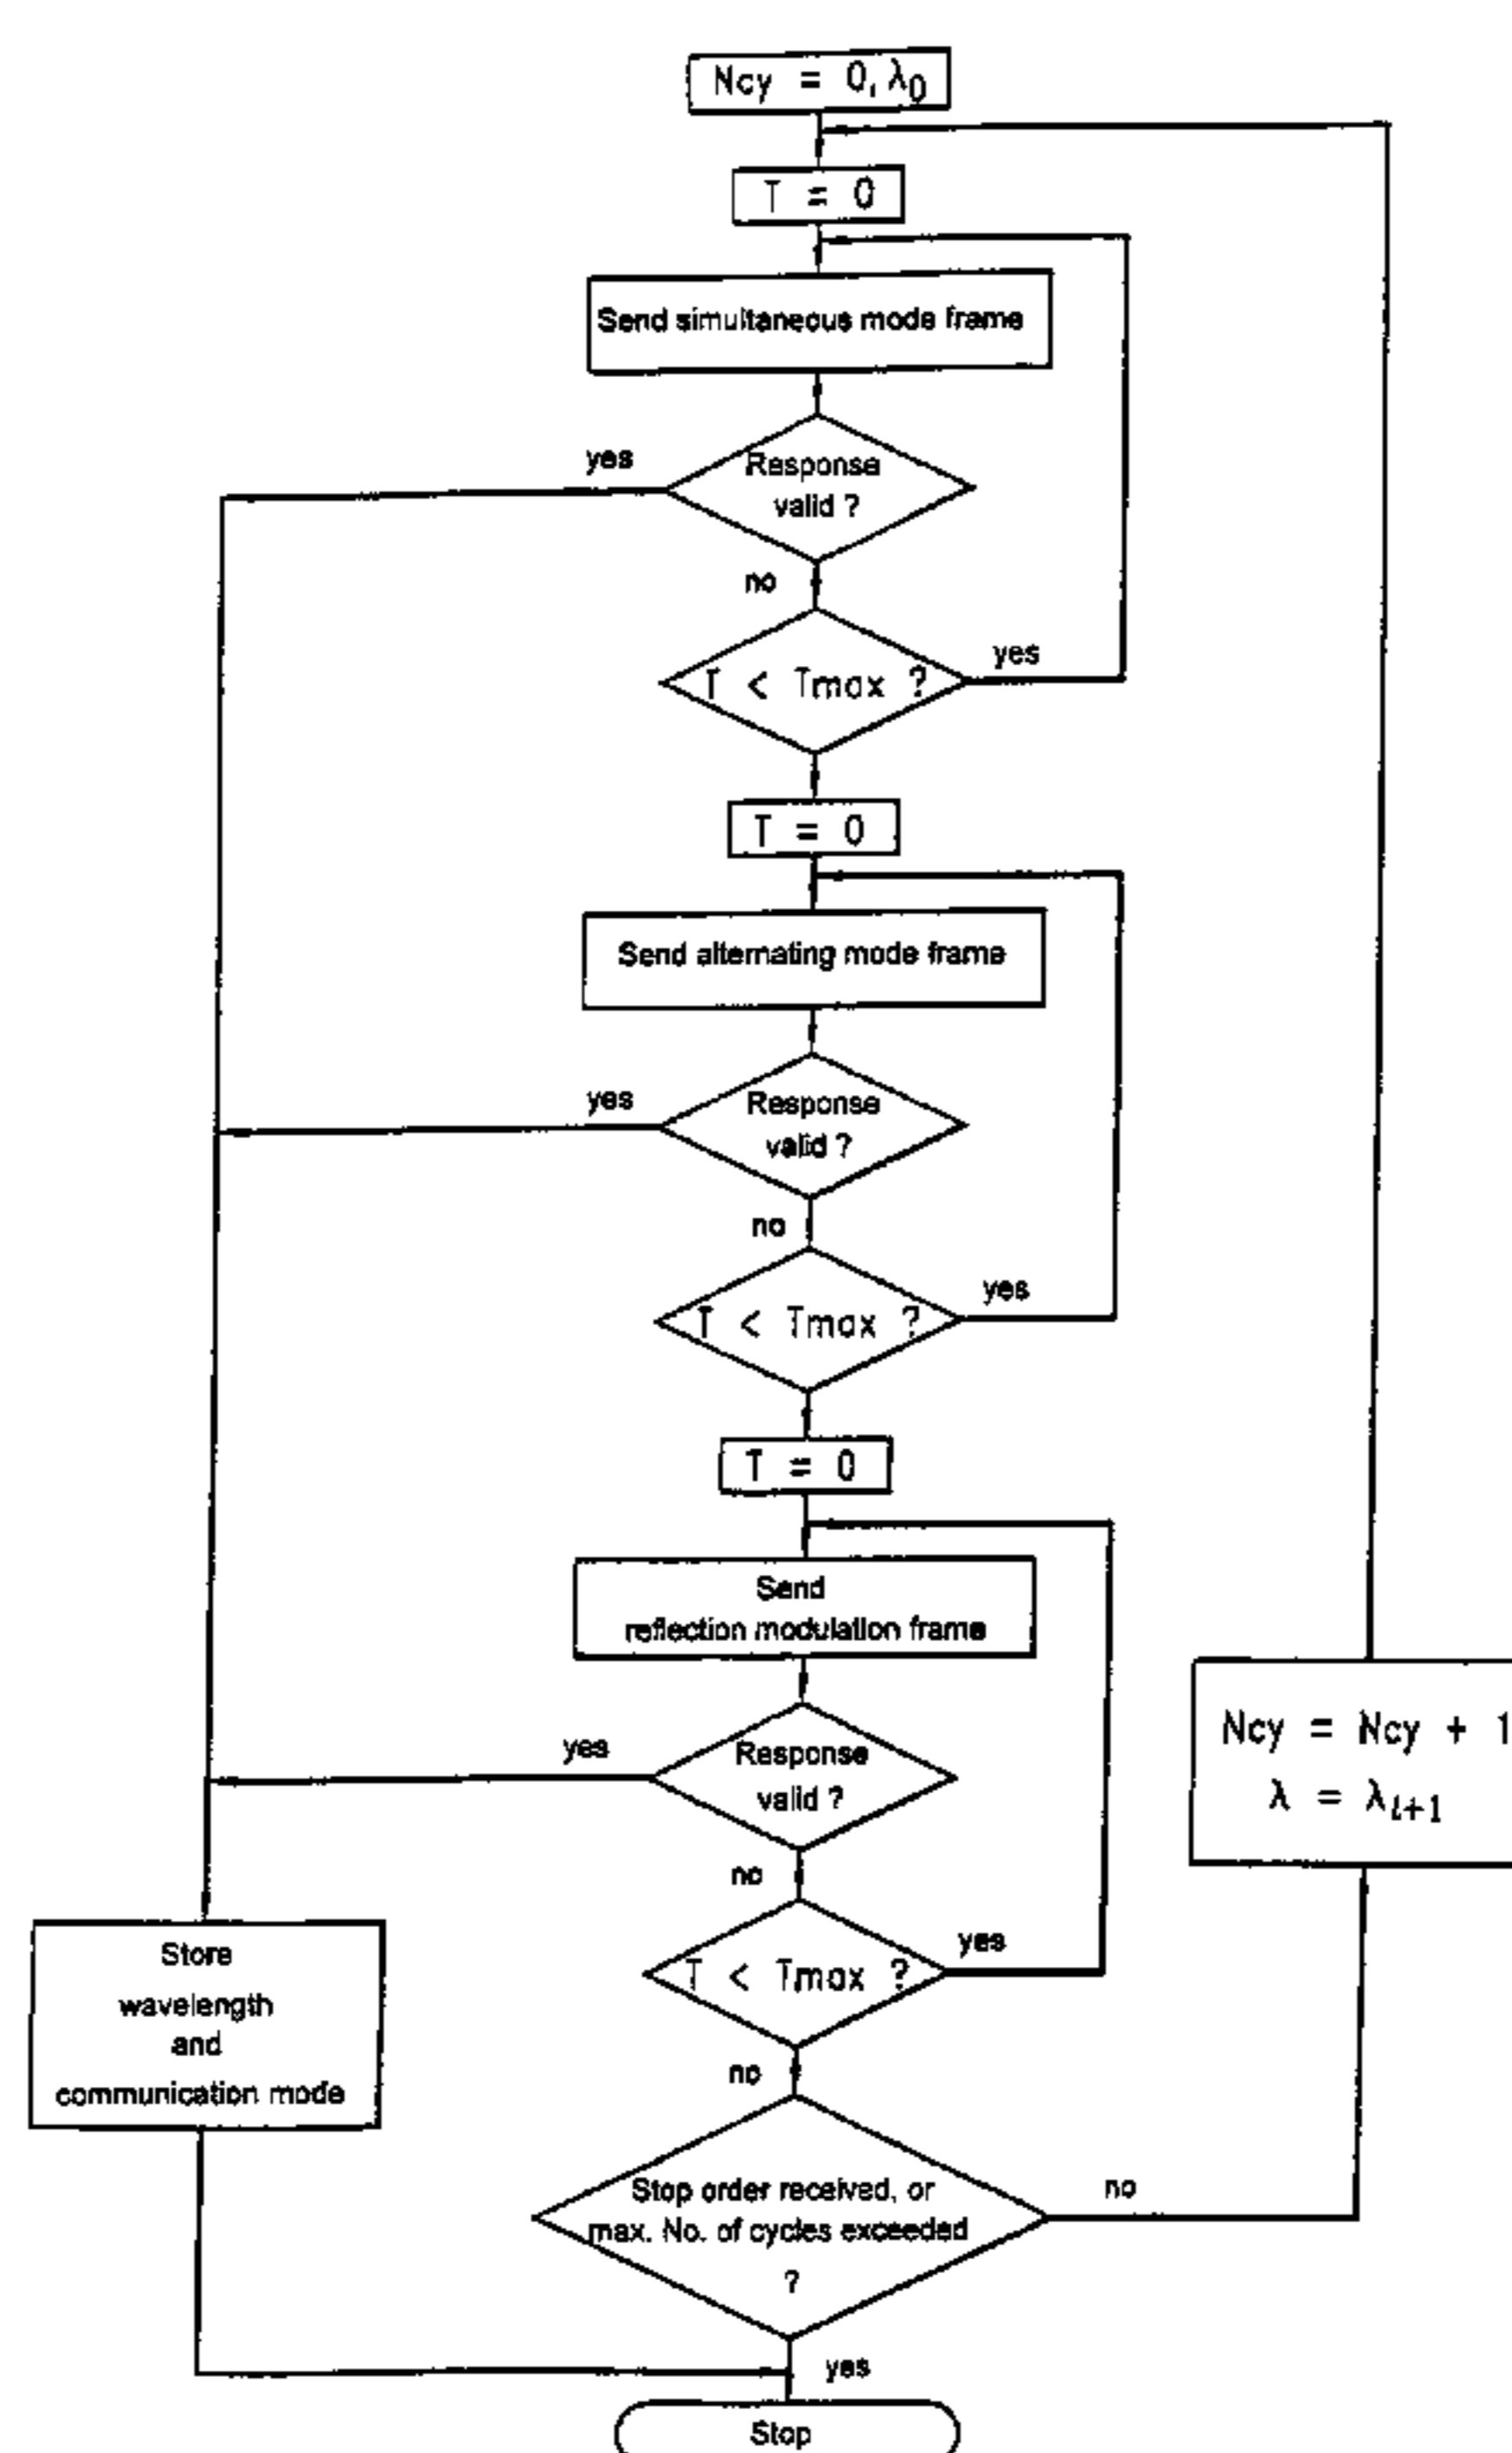 Ncy = 0, λ0
T = 0
Send simultaneous mode frame
yes
Response
valid ?
no
T < Tmax ?
yes
T = 0
Send alternating mode frame
yes
Response
valid ?
no
T < Tmax ?
yes
T = 0
Send
reflection modulation frame
yes
Response
valid ?
no
T < Tmax ?
yes
no
Ncy = Ncy + 1
λ = λi+1
Store
wavelength
and
communication mode
Stop order received, or
max. No. of cycles exceeded
?
no
yes
Stop